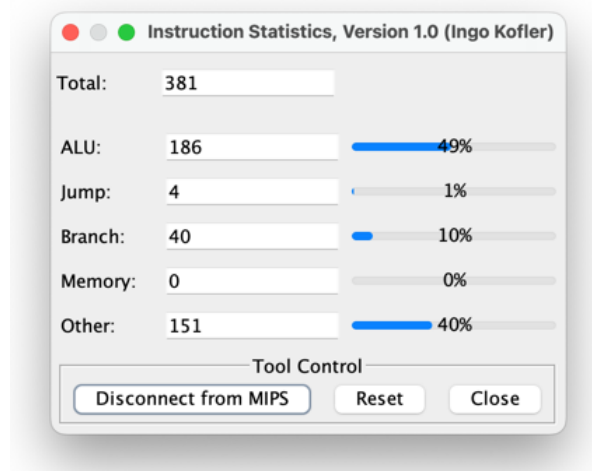 Instruction Statistics, Version 1.0 (Ingo Kofler)
Total: 381
ALU: 186 49%
Jump: 4 1%
Branch: 40 10%
Memory: 0 0%
Other: 151 40%
Tool Control
Disconnect from MIPS Reset Close